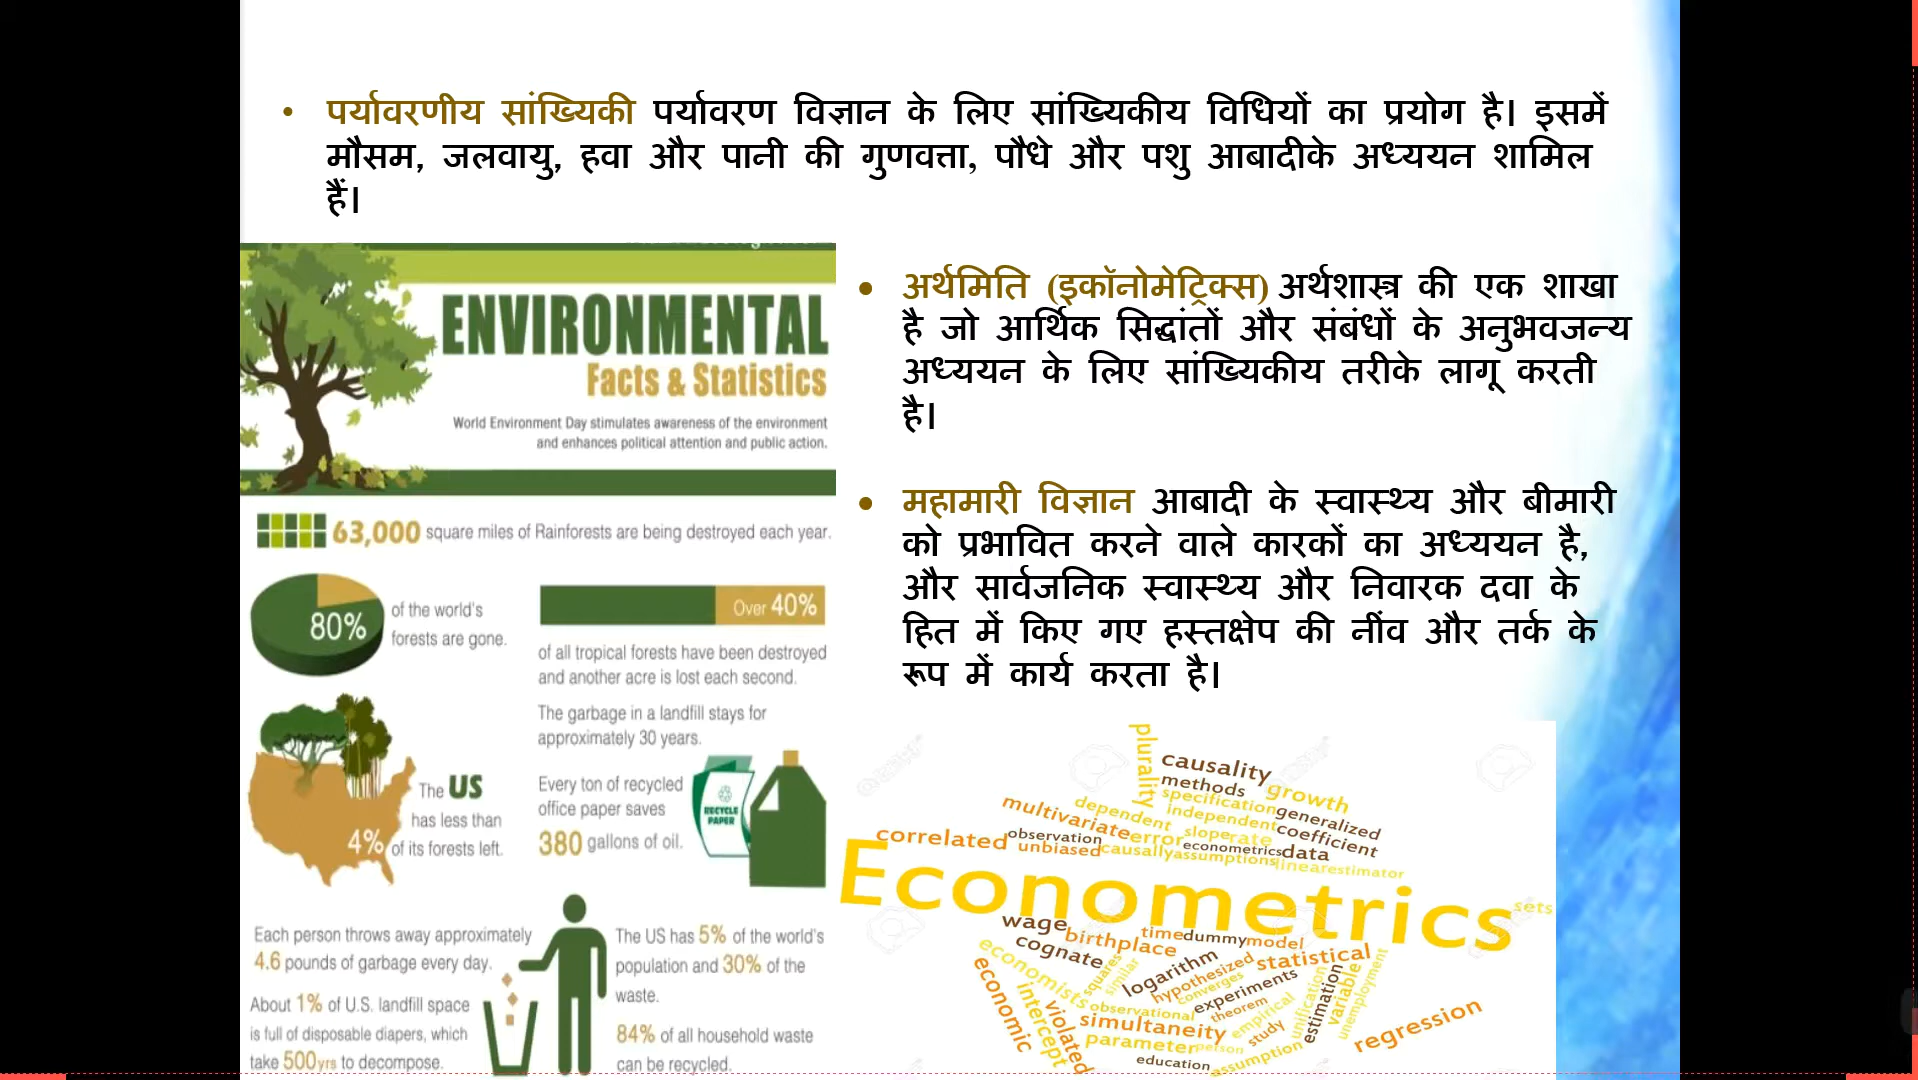 • पर्यावरणीय सांख्यिकी पर्यावरण विज्ञान के लिए सांख्यिकीय विधियों का प्रयोग है। इसमें
मौसम, जलवायु, हवा और पानी की गुणवत्ता, पौधे और पशु आबादीके अध्ययन शामिल
हैं।
ENVIRONMENTAL
Facts & Statistics
World Environment Day stimulates awareness of the environment
and enhances political attention and public action.
63,000 square miles of Rainforests are being destroyed each year.
80%
of the world's
forests are gone.
Over 40%
of all tropical forests have been destroyed
and another acre is lost each second.
The US
has less than
4% of its forests left.
The garbage in a landfill stays for
approximately 30 years.
Every ton of recycled
office paper saves
380 gallons of oil.
RECYCLE
PAPER
Each person throws away approximately
4.6 pounds of garbage every day.
About 1% of U.S. landfill space
is full of disposable diapers, which
take 500yrs to decompose.
The US has 5% of the world's
population and 30% of the
waste.
84% of all household waste
can be recycled.
• अर्थमिति (इकॉनोमेट्रिक्स) अर्थशास्त्र की एक शाखा
है जो आर्थिक सिद्धांतों और संबंधों के अनुभवजन्य
अध्ययन के लिए सांख्यिकीय तरीके लागू करती
है।
• महामारी विज्ञान आबादी के स्वास्थ्य और बीमारी
को प्रभावित करने वाले कारकों का अध्ययन है,
और सार्वजनिक स्वास्थ्य और निवारक दवा के
हित में किए गए हस्तक्षेप की नींव और तर्क के
रूप में कार्य करता है।
plurality
causality
methods
specification
growth
multivariate
dependent
independent
generalized
coefficient
correlated
observation
error
slope
rate
unbiased
causally
assumptions
econometrics
data
linear
estimator
Econometrics
sets
wage
birthplace
time
dummy
model
cognate
economists
squares
similar
logarithm
hypothesized
converges
statistical
experiments
theorem
economic
intercept
violated
observational
simultaneity
parameter
person
education
empirical
study
assumption
unification
estimation
variable
unemployment
regression